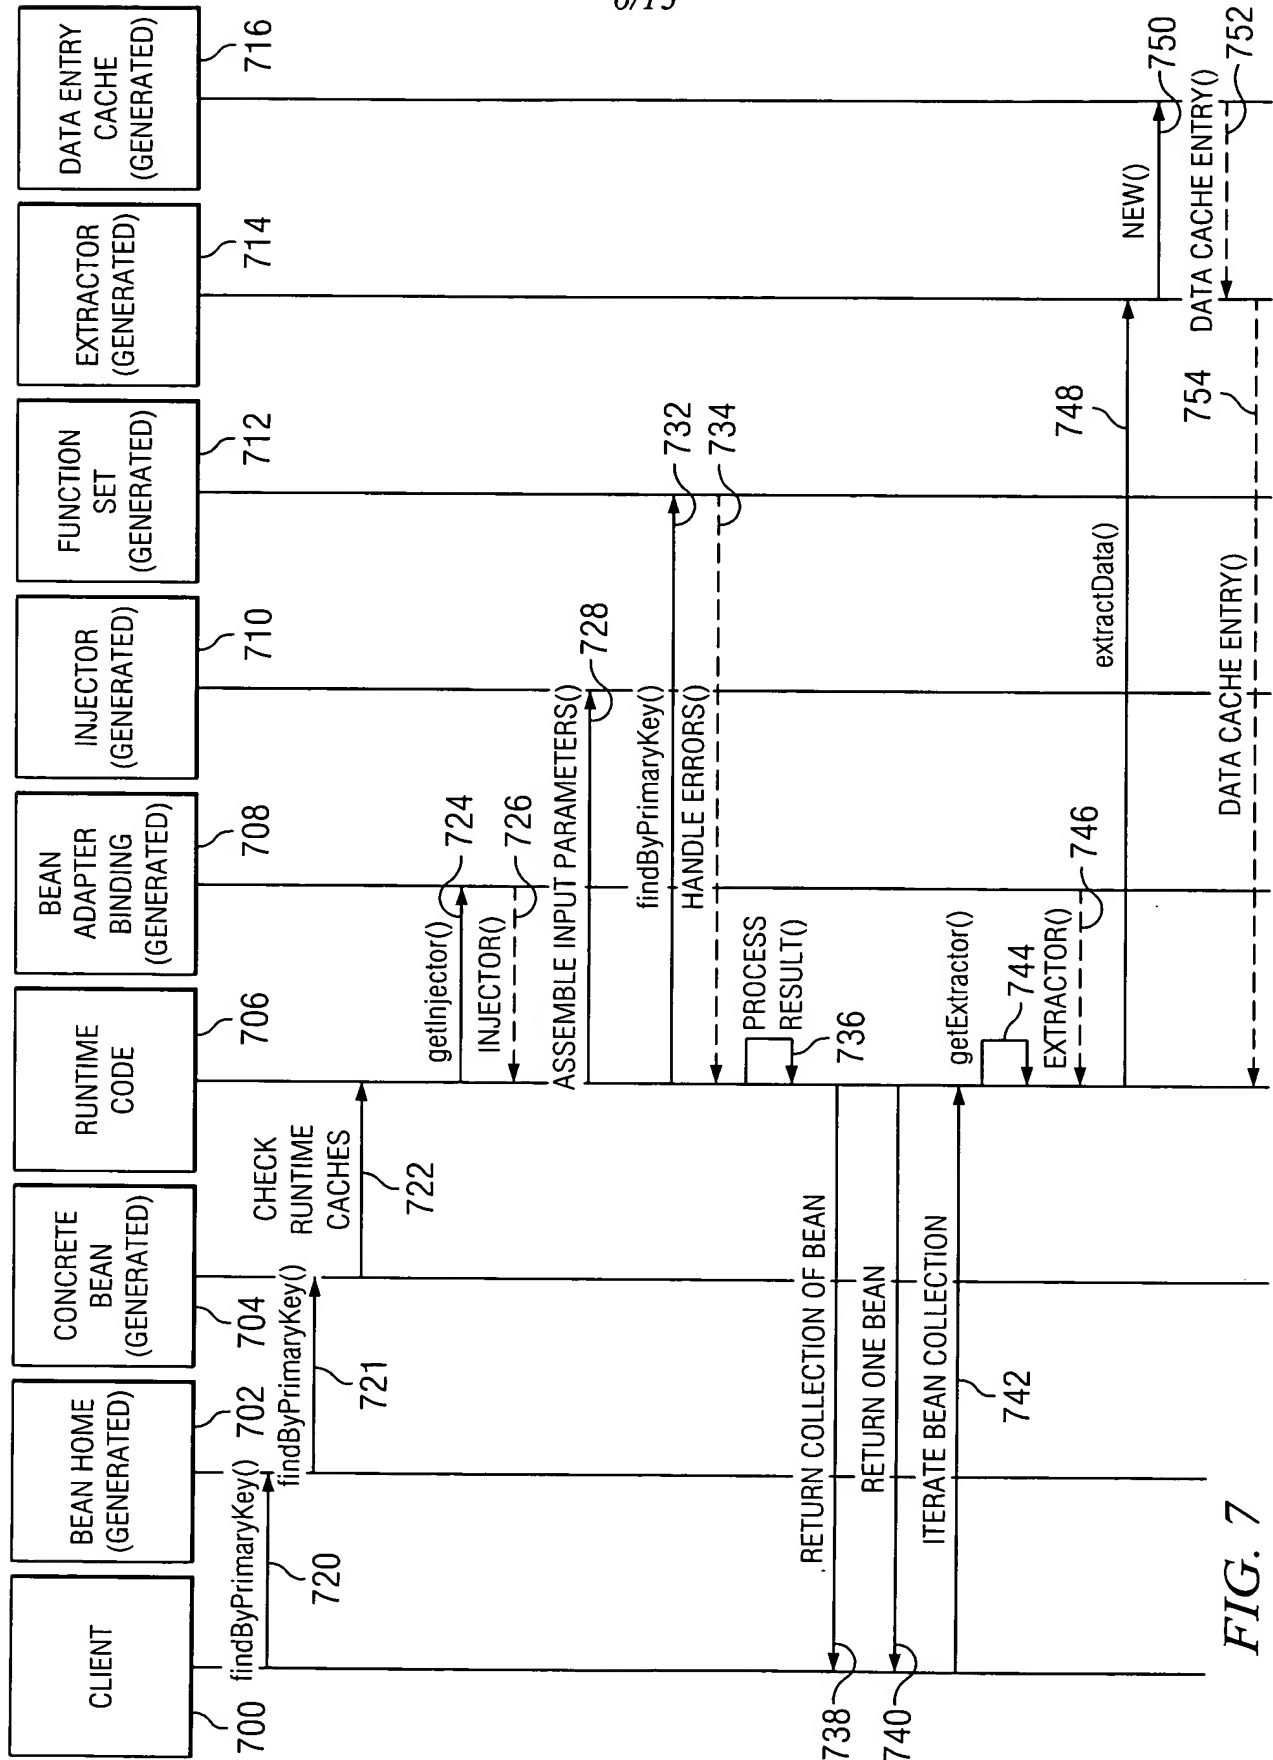 6/15
CLIENT
700
BEAN HOME
(GENERATED)
702
CONCRETE
BEAN
(GENERATED)
704
RUNTIME
CODE
706
BEAN
ADAPTER
BINDING
(GENERATED)
708
INJECTOR
(GENERATED)
710
FUNCTION
SET
(GENERATED)
712
EXTRACTOR
(GENERATED)
714
DATA ENTRY
CACHE
(GENERATED)
716
findByPrimaryKey()
720
findByPrimaryKey()
721
CHECK
RUNTIME
CACHES
722
getInjector()
724
INJECTOR()
726
ASSEMBLE INPUT PARAMETERS()
728
findByPrimaryKey()
732
HANDLE ERRORS()
734
PROCESS
RESULT()
736
RETURN COLLECTION OF BEAN
738
RETURN ONE BEAN
740
ITERATE BEAN COLLECTION
742
getExtractor()
744
EXTRACTOR()
746
extractData()
748
NEW()
750
DATA CACHE ENTRY()
752
DATA CACHE ENTRY()
754
FIG. 7